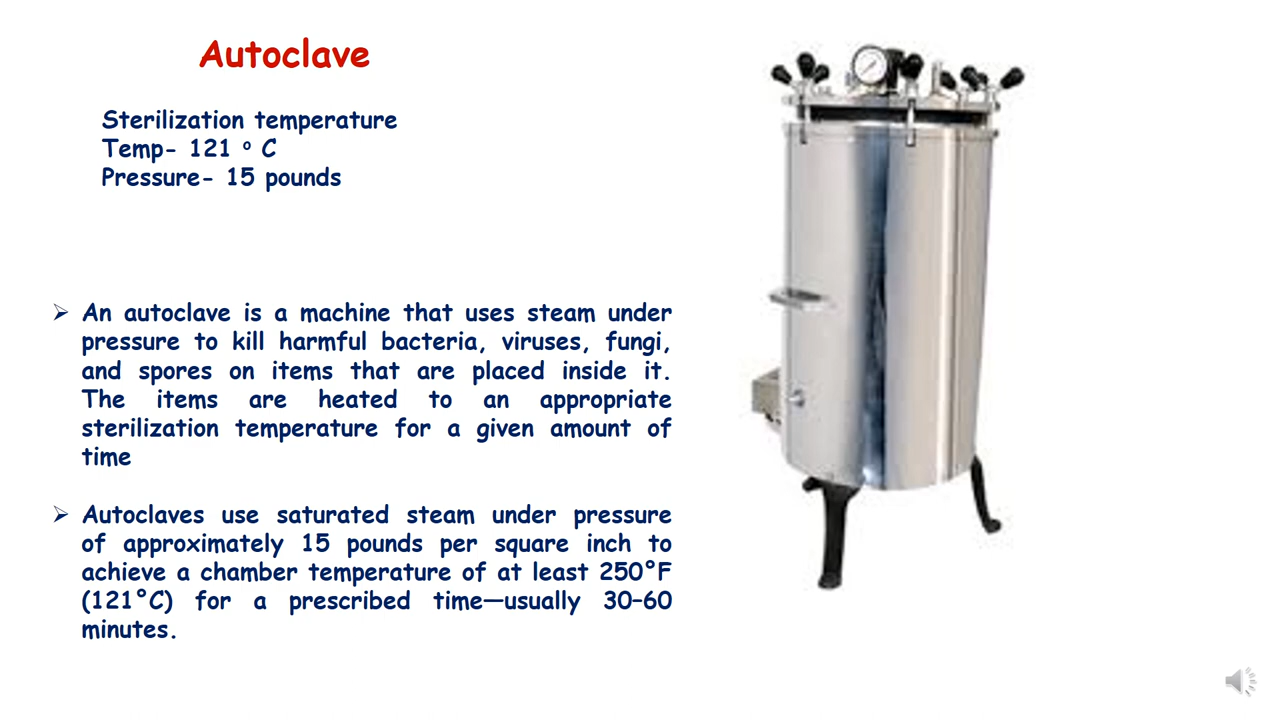 Autoclave
Sterilization temperature
Temp- 121 o C
Pressure- 15 pounds
➢ An autoclave is a machine that uses steam under
pressure to kill harmful bacteria, viruses, fungi,
and spores on items that are placed inside it.
The items are heated to an appropriate
sterilization temperature for a given amount of
time
➢ Autoclaves use saturated steam under pressure
of approximately 15 pounds per square inch to
achieve a chamber temperature of at least 250°F
(121°C) for a prescribed time—usually 30–60
minutes.